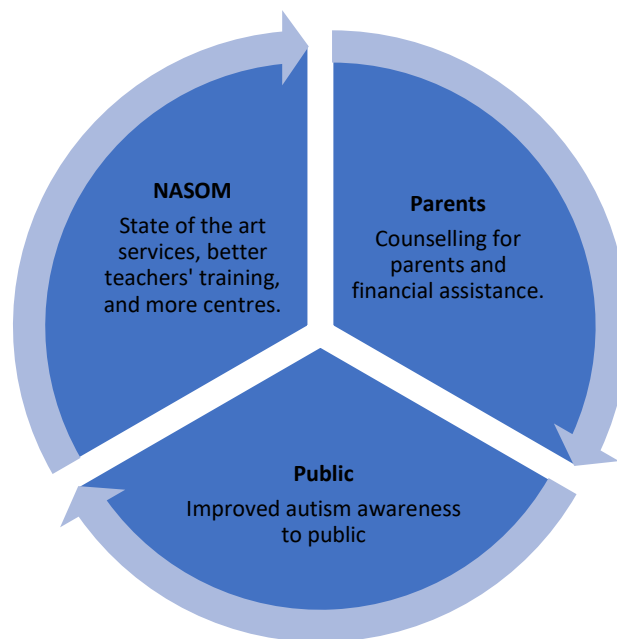 NASOM
State of the art
services, better
teachers' training,
and more centres.
Parents
Counselling for
parents and
financial assistance.
Public
Improved autism awareness
to public